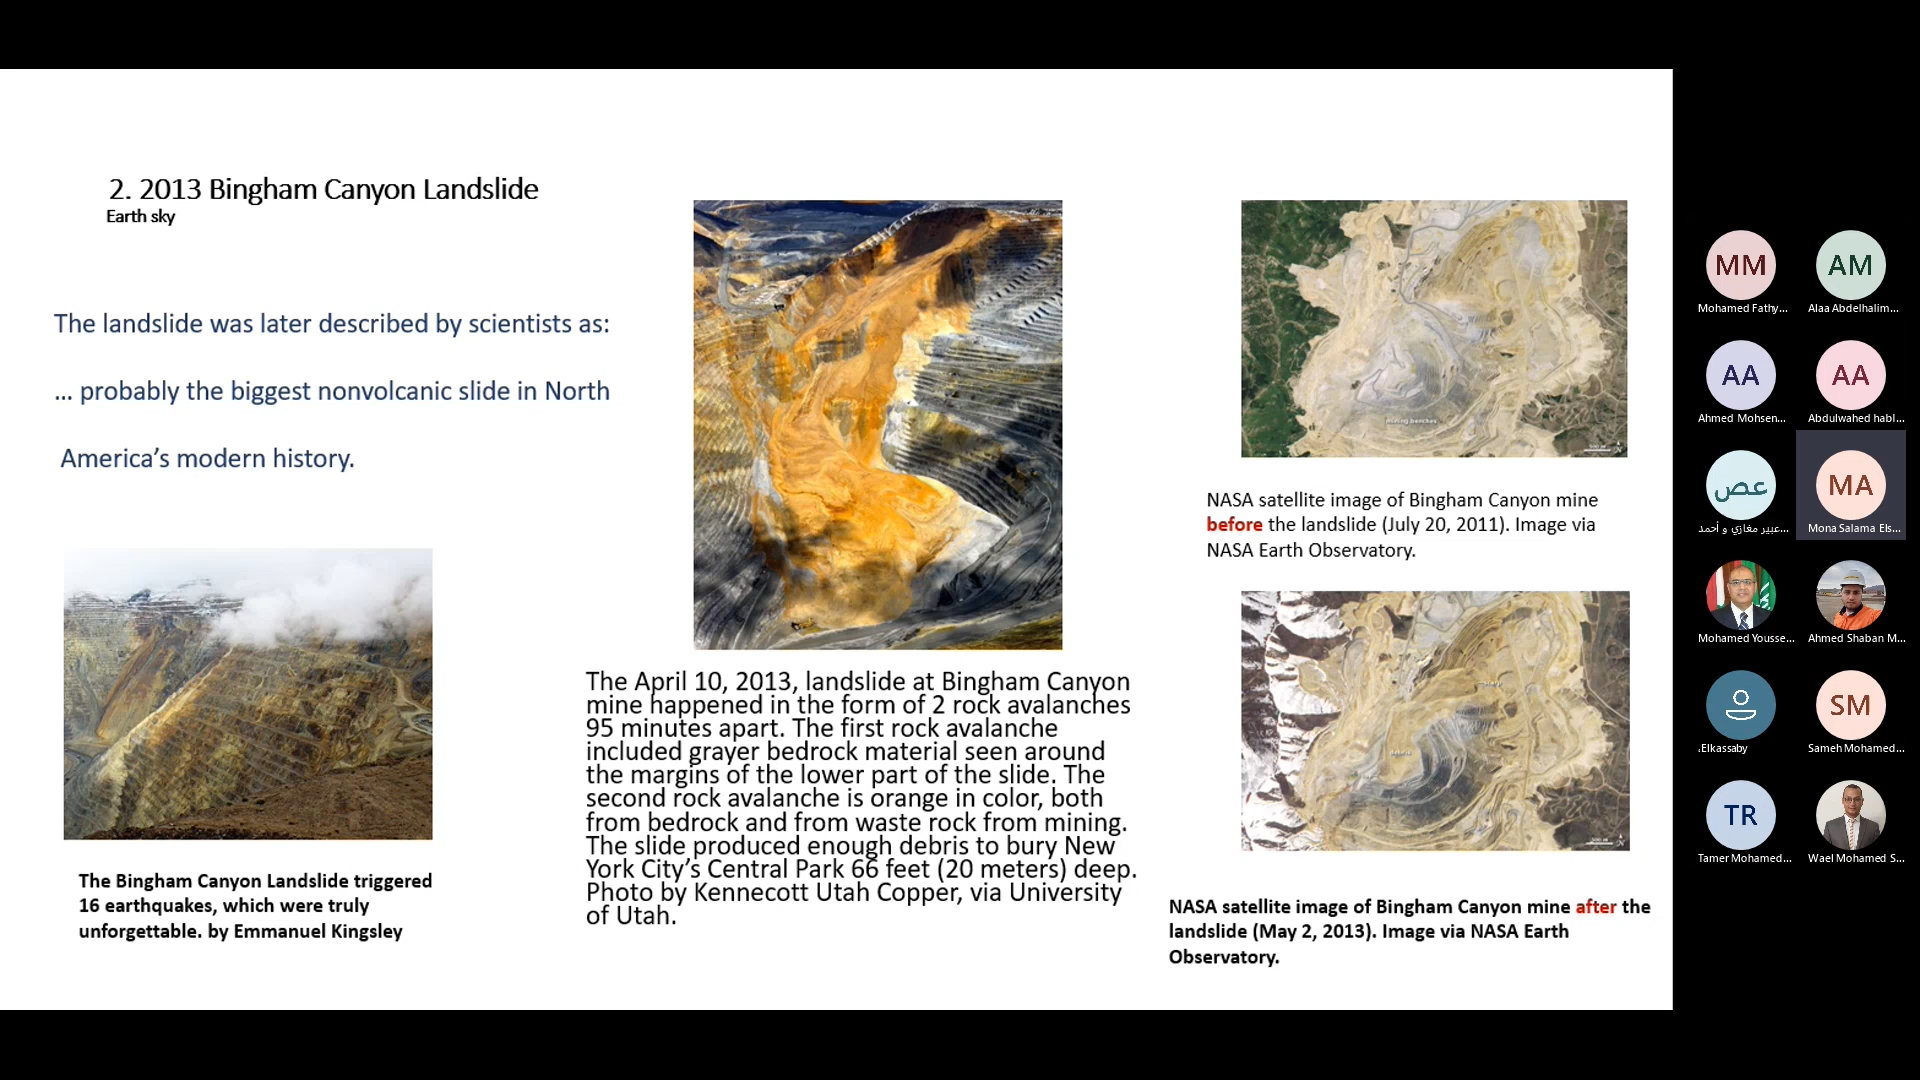 2. 2013 Bingham Canyon Landslide
Earth sky
The landslide was later described by scientists as:
... probably the biggest nonvolcanic slide in North
America's modern history.
The Bingham Canyon Landslide triggered
16 earthquakes, which were truly
unforgettable. by Emmanuel Kingsley
The April 10, 2013, landslide at Bingham Canyon
mine happened in the form of 2 rock avalanches
95 minutes apart. The first rock avalanche
included grayer bedrock material seen around
the margins of the lower part of the slide. The
second rock avalanche is orange in color, both
from bedrock and from waste rock from mining.
The slide produced enough debris to bury New
York City's Central Park 66 feet (20 meters) deep.
Photo by Kennecott Utah Copper, via University
of Utah.
mining benches
NASA satellite image of Bingham Canyon mine
before the landslide (July 20, 2011). Image via
NASA Earth Observatory.
debris
NASA satellite image of Bingham Canyon mine after the
landslide (May 2, 2013). Image via NASA Earth
Observatory.
MM
Mohamed Fathy...
AM
Alaa Abdelhalim...
AA
Ahmed Mohsen...
AA
Abdulwahed habl...
عص
عبير مغازي و أحمد...
MA
Mona Salama Els...
Mohamed Yousse...
Ahmed Shaban M...
.Elkassaby
SM
Sameh Mohamed...
TR
Tamer Mohamed...
Wael Mohamed S...